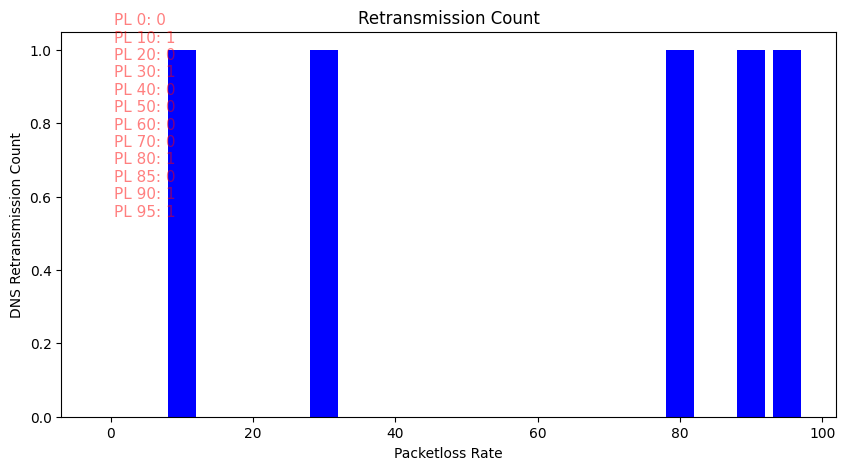 Retransmission Count
PL 0: 0
PL 10: 1
PL 20: 0
PL 30: 1
PL 40: 0
PL 50: 0
PL 60: 0
PL 70: 0
PL 80: 1
PL 85: 0
PL 90: 1
PL 95: 1
1.0
0.8
0.6
0.4
0.2
0.0
DNS Retransmission Count
0 20 40 60 80 100
Packetloss Rate